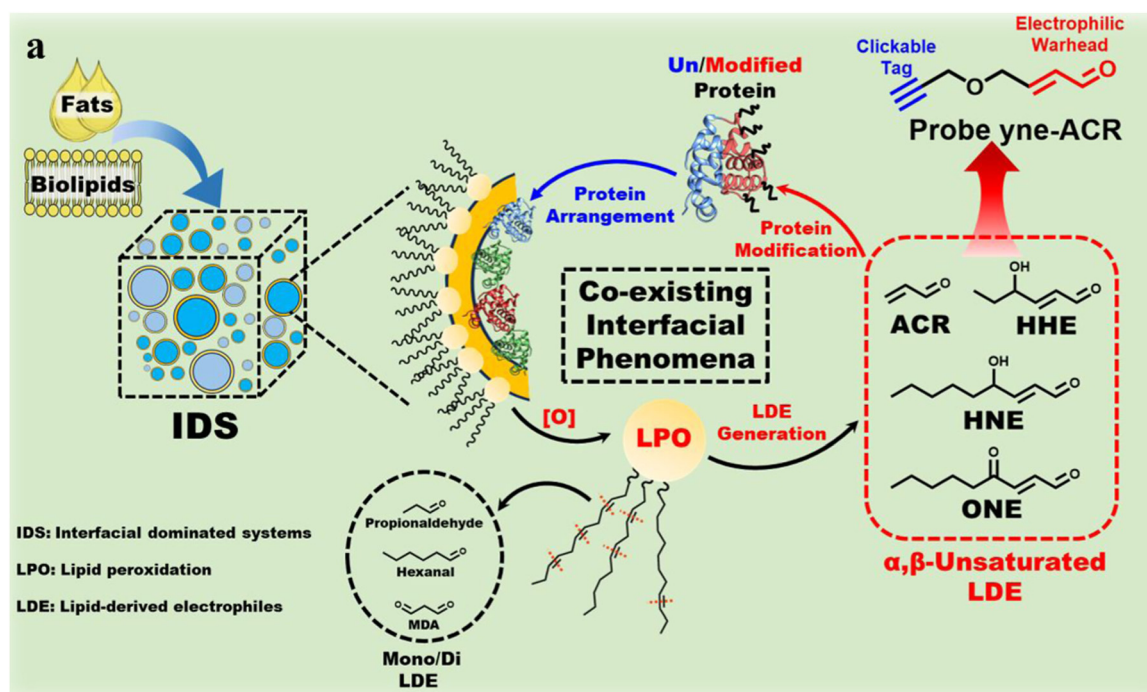 a
Fats
Biolipids
IDS
Un/Modified
Protein
Protein
Arrangement
Protein
Modification
Co-existing
Interfacial
Phenomena
[O]
LPO
LDE
Generation
Clickable
Tag
Electrophilic
Warhead
O
O
Probe yne-ACR
O
ACR
OH
O
HHE
OH
O
HNE
O
O
ONE
α,β-Unsaturated
LDE
O
Propionaldehyde
O
Hexanal
O
O
MDA
Mono/Di
LDE
IDS: Interfacial dominated systems
LPO: Lipid peroxidation
LDE: Lipid-derived electrophiles